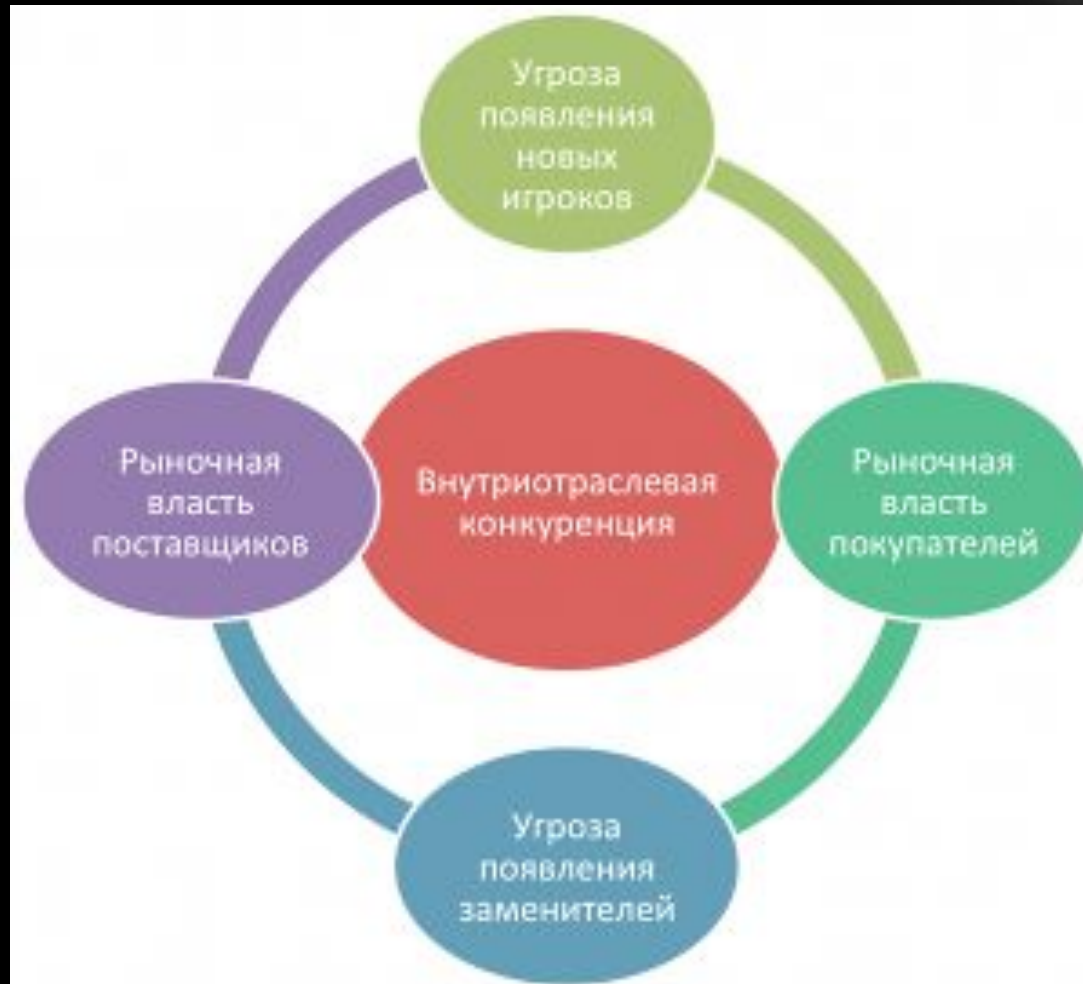 Угроза
появления
новых
игроков
Рыночная
власть
поставщиков
Внутриотраслевая
конкуренция
Рыночная
власть
покупателей
Угроза
появления
заменителей